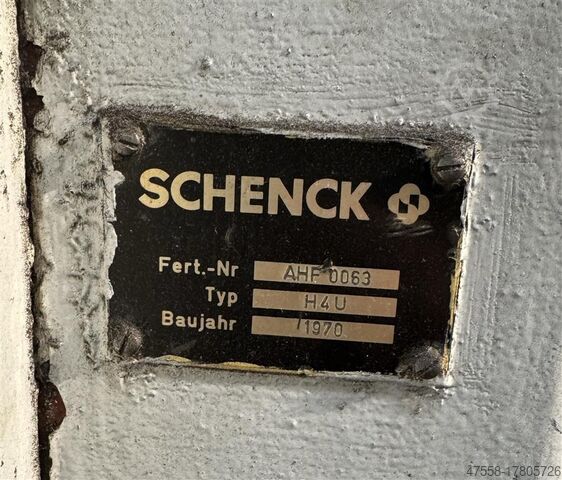 SCHENCK
Fert.-Nr AHF 0063
Typ H4U
Baujahr 1970
47558-17805726